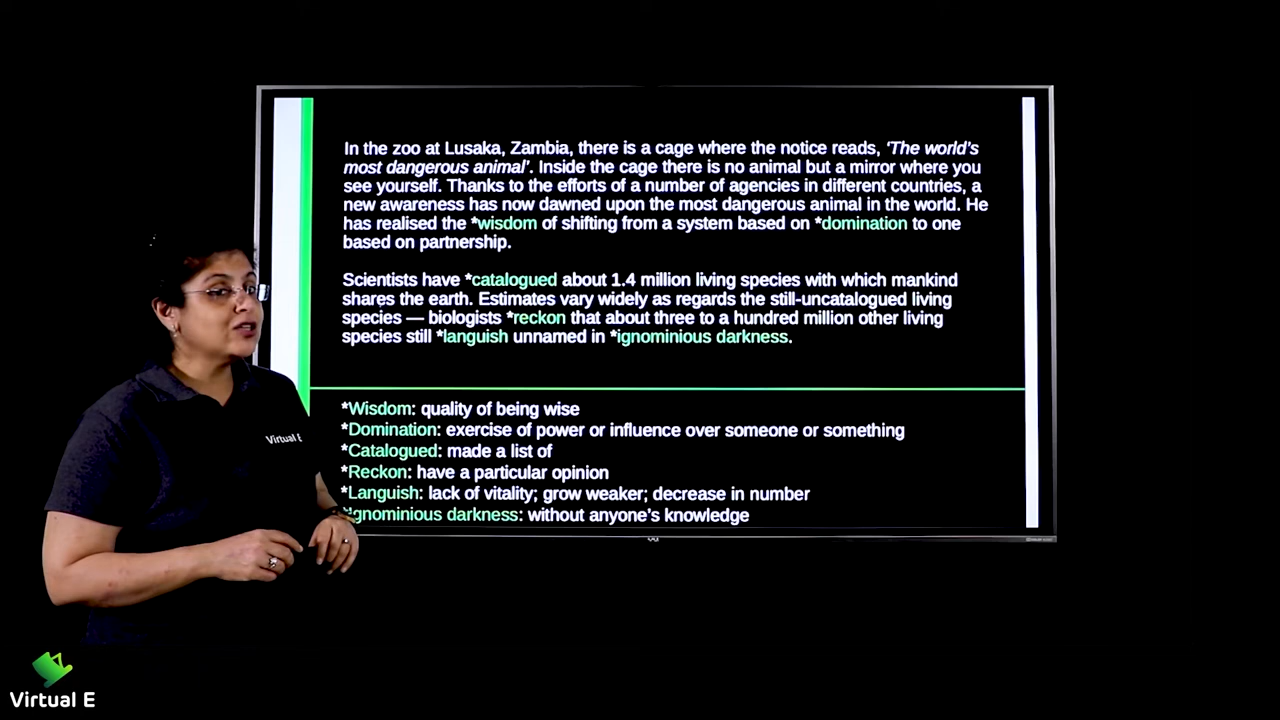 In the zoo at Lusaka, Zambia, there is a cage where the notice reads, ‘The world’s
most dangerous animal’. Inside the cage there is no animal but a mirror where you
see yourself. Thanks to the efforts of a number of agencies in different countries, a
new awareness has now dawned upon the most dangerous animal in the world. He
has realised the *wisdom of shifting from a system based on *domination to one
based on partnership.
Scientists have *catalogued about 1.4 million living species with which mankind
shares the earth. Estimates vary widely as regards the still-uncatalogued living
species — biologists *reckon that about three to a hundred million other living
species still *languish unnamed in *ignominious darkness.
*Wisdom: quality of being wise
*Domination: exercise of power or influence over someone or something
*Catalogued: made a list of
*Reckon: have a particular opinion
*Languish: lack of vitality; grow weaker; decrease in number
*Ignominious darkness: without anyone’s knowledge
Virtual E
Virtual E